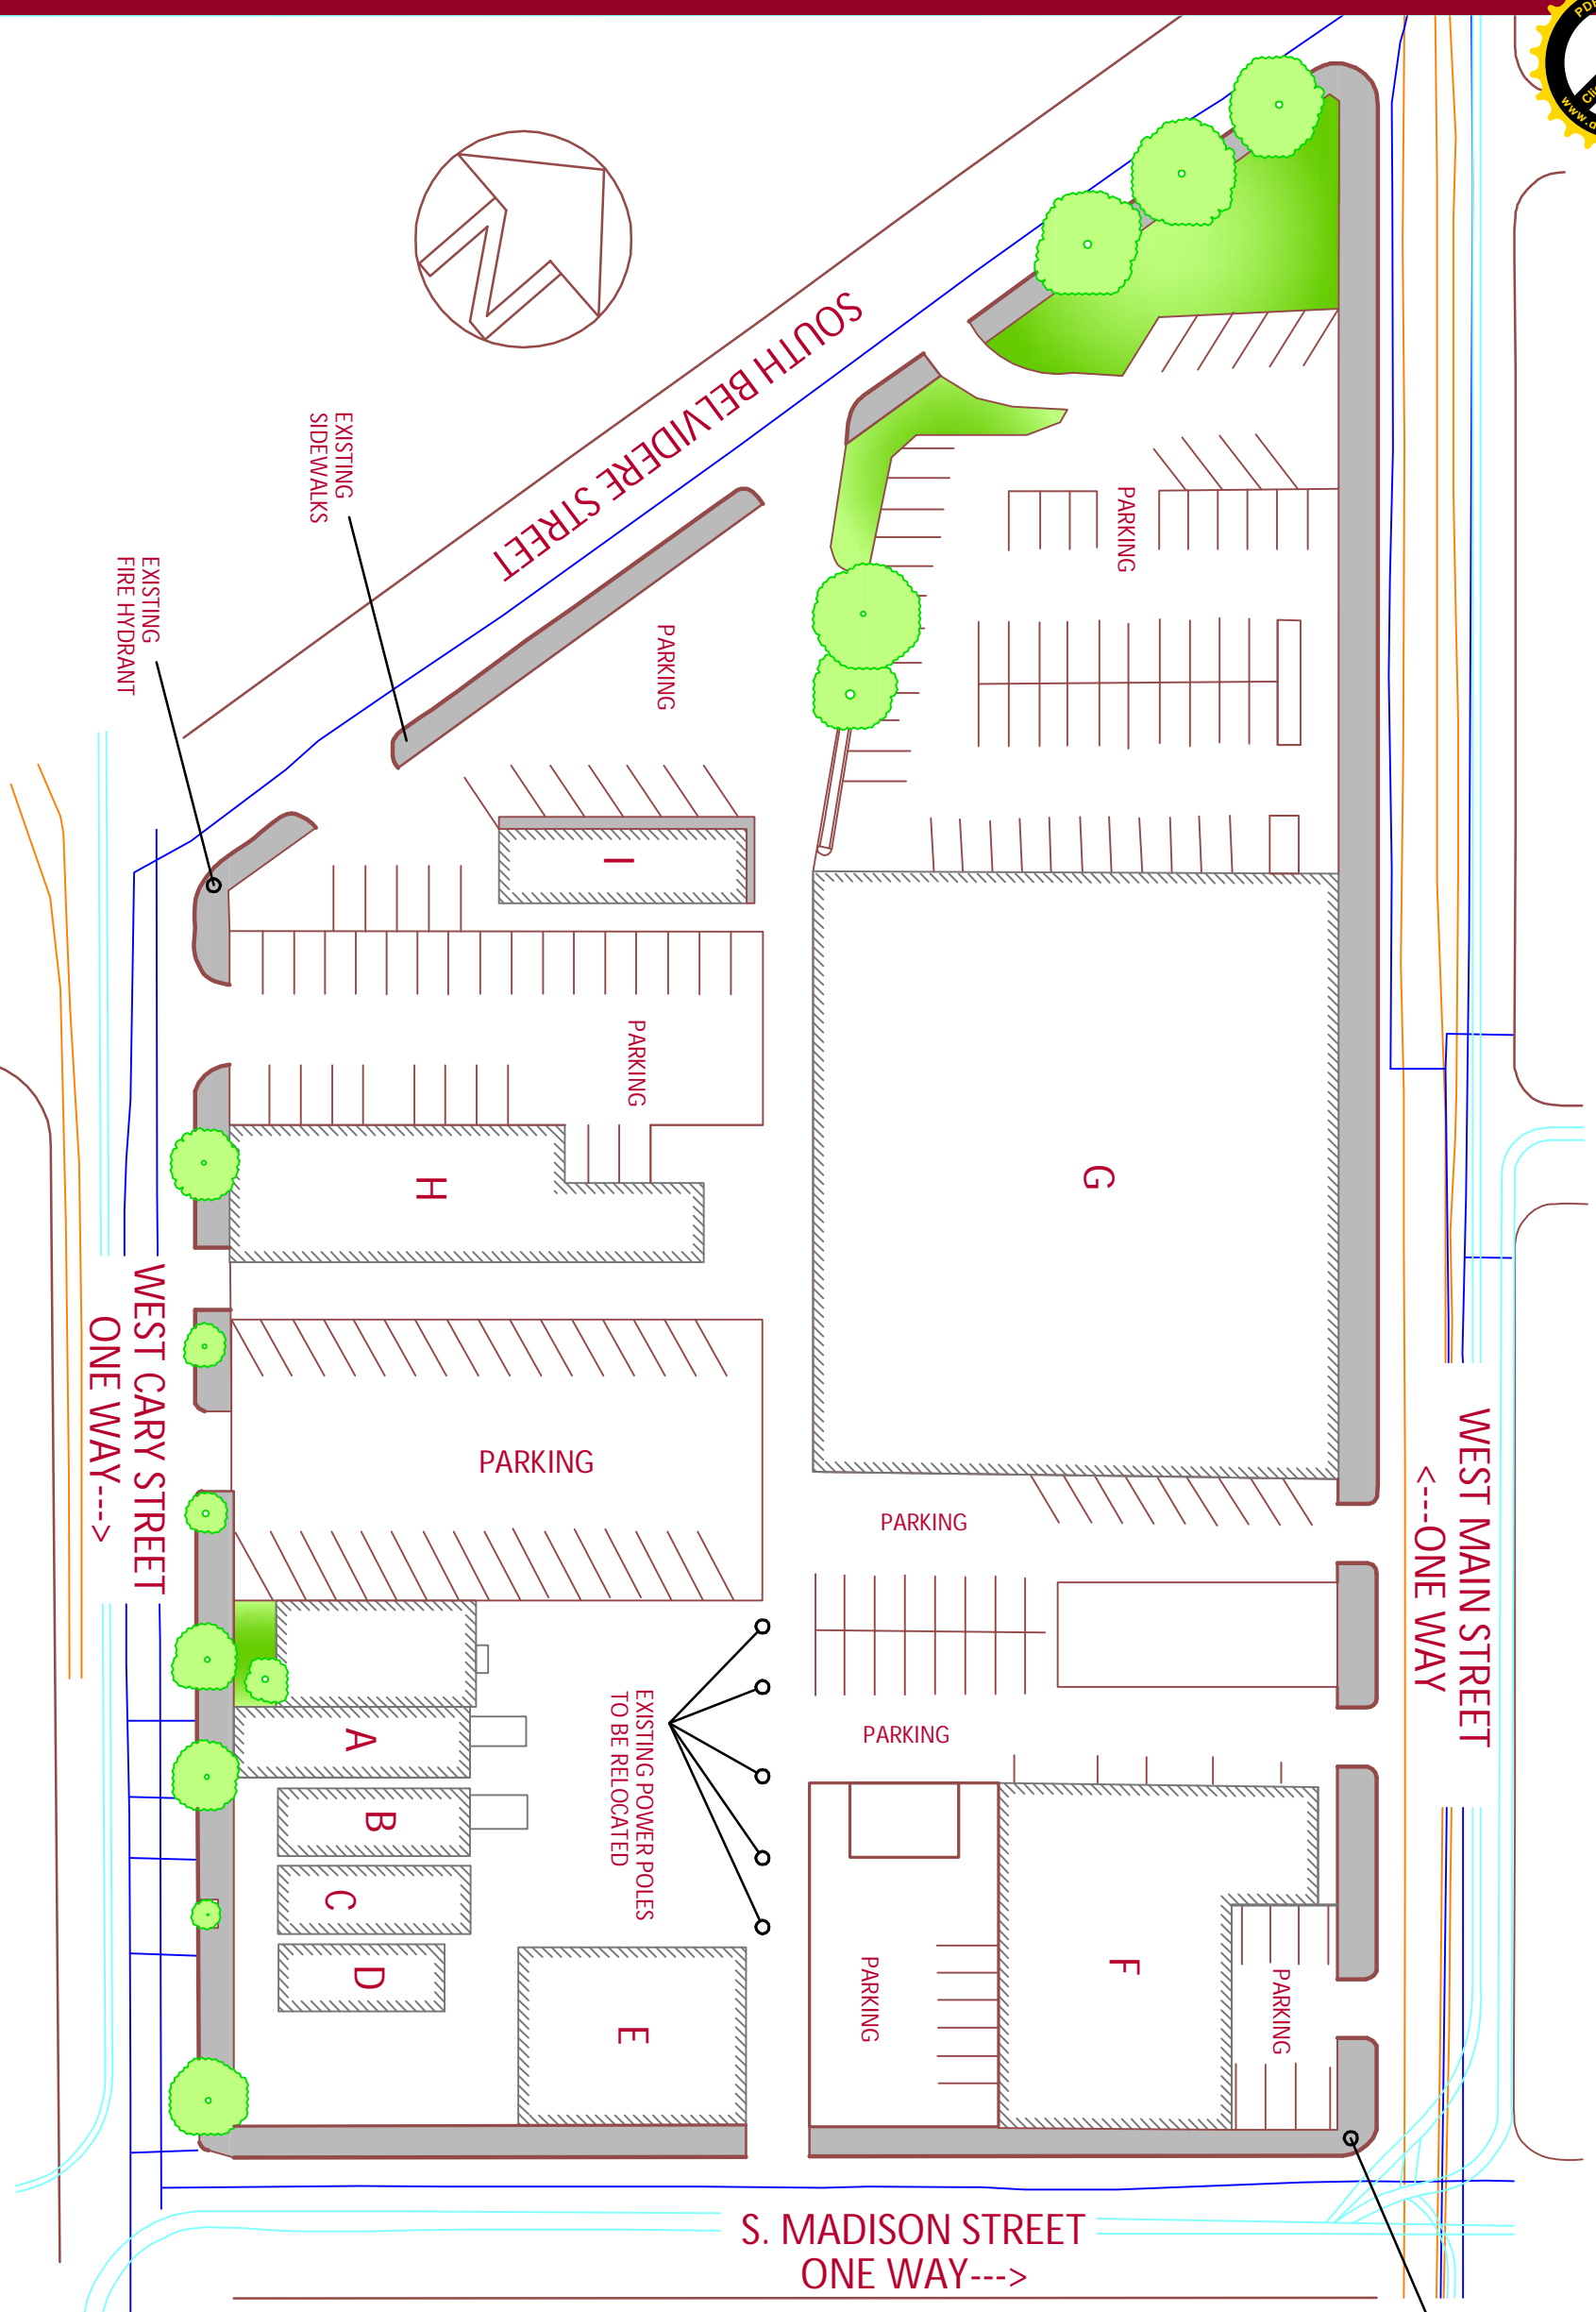 SOUTH BELVIDERE STREET
EXISTING
SIDEWALKS
EXISTING
FIRE HYDRANT
PARKING
PARKING
I
PARKING
G
H
WEST CARY STREET
ONE WAY--->
WEST MAIN STREET
<---ONE WAY
PARKING
PARKING
PARKING
EXISTING POWER POLES
TO BE RELOCATED
A
B
C
D
E
PARKING
F
PARKING
S. MADISON STREET
ONE WAY--->
N